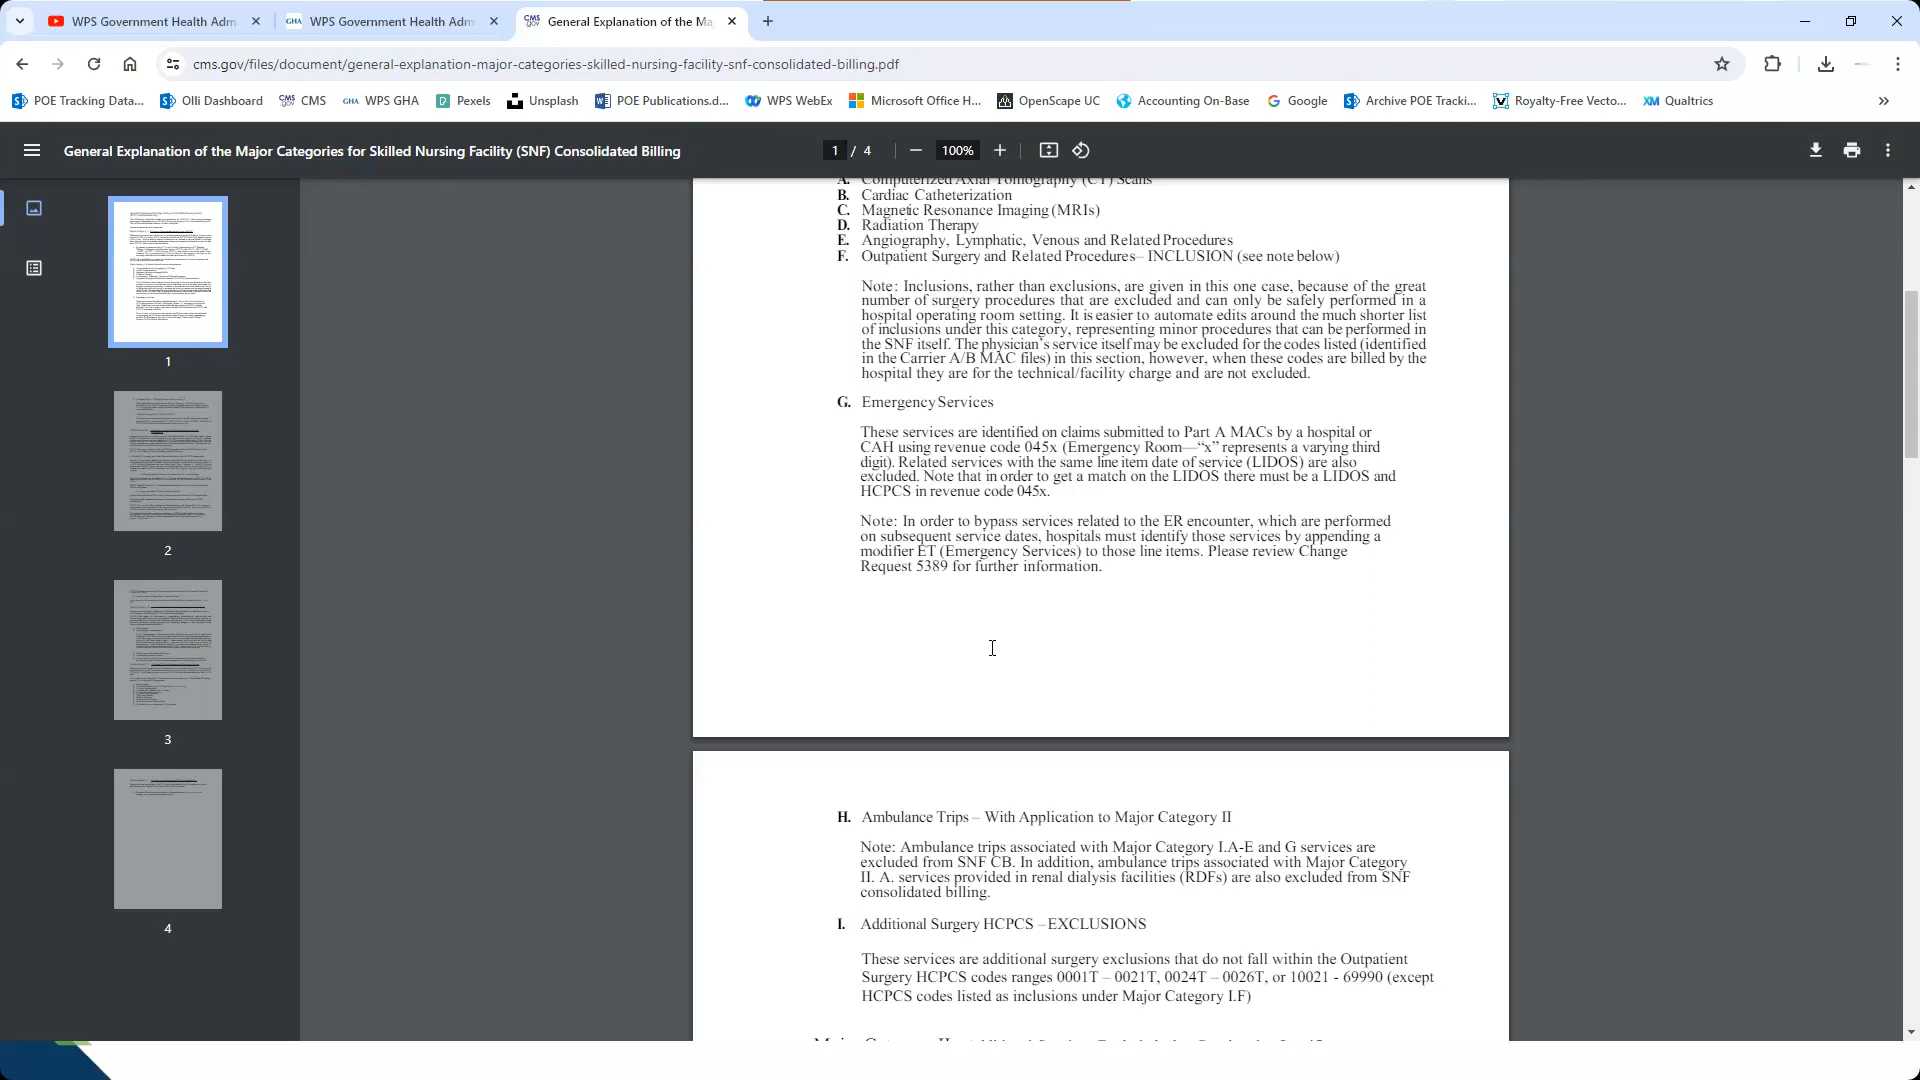 WPS Government Health Adm
WPS Government Health Adm
General Explanation of the Ma
cms.gov/files/document/general-explanation-major-categories-skilled-nursing-facility-snf-consolidated-billing.pdf
POE Tracking Data...
Olli Dashboard
CMS
WPS GHA
Pexels
Unsplash
POE Publications.d...
WPS WebEx
Microsoft Office H...
OpenScape UC
Accounting On-Base
Google
Archive POE Tracki...
Royalty-Free Vecto...
Qualtrics
General Explanation of the Major Categories for Skilled Nursing Facility (SNF) Consolidated Billing
1 / 4
100%
1
2
3
4
A. Computerized Axial Tomography (CT) Scans
B. Cardiac Catheterization
C. Magnetic Resonance Imaging (MRIs)
D. Radiation Therapy
E. Angiography, Lymphatic, Venous and Related Procedures
F. Outpatient Surgery and Related Procedures– INCLUSION (see note below)
Note: Inclusions, rather than exclusions, are given in this one case, because of the great
number of surgery procedures that are excluded and can only be safely performed in a
hospital operating room setting. It is easier to automate edits around the much shorter list
of inclusions under this category, representing minor procedures that can be performed in
the SNF itself. The physician's service itself may be excluded for the codes listed (identified
in the Carrier A/B MAC files) in this section, however, when these codes are billed by the
hospital they are for the technical/facility charge and are not excluded.
G. Emergency Services
These services are identified on claims submitted to Part A MACs by a hospital or
CAH using revenue code 045x (Emergency Room—“x” represents a varying third
digit). Related services with the same line item date of service (LIDOS) are also
excluded. Note that in order to get a match on the LIDOS there must be a LIDOS and
HCPCS in revenue code 045x.
Note: In order to bypass services related to the ER encounter, which are performed
on subsequent service dates, hospitals must identify those services by appending a
modifier ET (Emergency Services) to those line items. Please review Change
Request 5389 for further information.
H. Ambulance Trips – With Application to Major Category II
Note: Ambulance trips associated with Major Category I.A-E and G services are
excluded from SNF CB. In addition, ambulance trips associated with Major Category
II. A. services provided in renal dialysis facilities (RDFs) are also excluded from SNF
consolidated billing.
I. Additional Surgery HCPCS – EXCLUSIONS
These services are additional surgery exclusions that do not fall within the Outpatient
Surgery HCPCS codes ranges 0001T – 0021T, 0024T – 0026T, or 10021 - 69990 (except
HCPCS codes listed as inclusions under Major Category I.F)